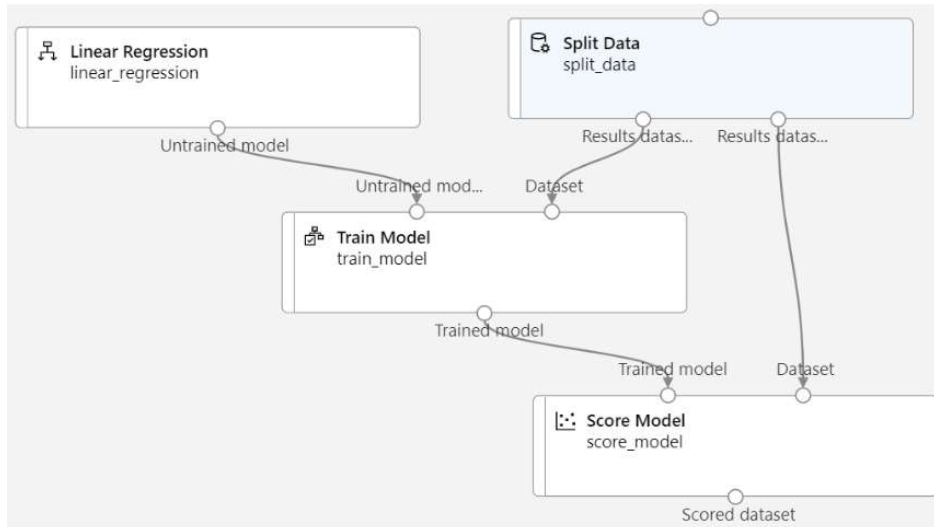 Linear Regression
linear_regression
Split Data
split_data
Untrained model
Results datas...
Results datas...
Untrained mod...
Dataset
Train Model
train_model
Trained model
Trained model
Dataset
Score Model
score_model
Scored dataset